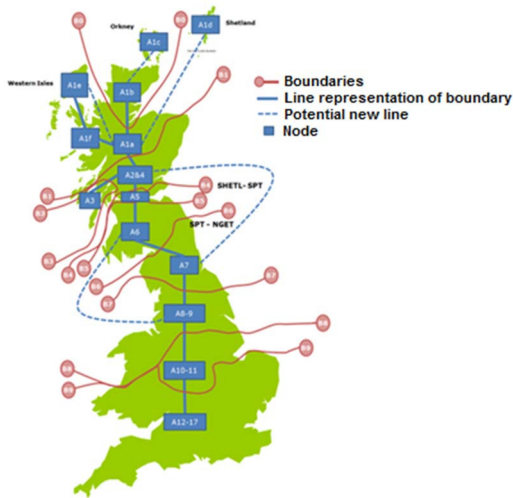 B0
B0
A1d
Shetland
Orkney
A1c
B1
Boundaries
Line representation of boundary
Potential new line
Node
Western Isles
A1e
A1b
A1f
A1a
A2&4
B4
SHETL- SPT
B1
A3
A5
B5
B3
B6
SPT - NGET
A6
B3
A7
B4
B5
B7
B6
B7
A8-9
B8
B9
B8
A10-11
B9
A12-17